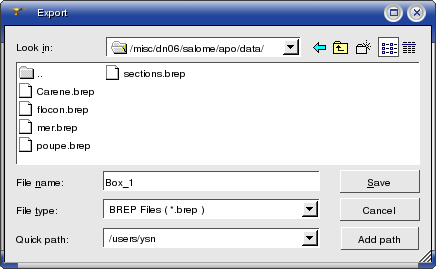 Export
Look in: /misc/dn06/salome/apo/data/
.. sections.brep
Carene.brep
flocon.brep
mer.brep
poupe.brep
File name: Box_1 Save
File type: BREP Files ( *.brep ) Cancel
Quick path: /users/ysn Add path